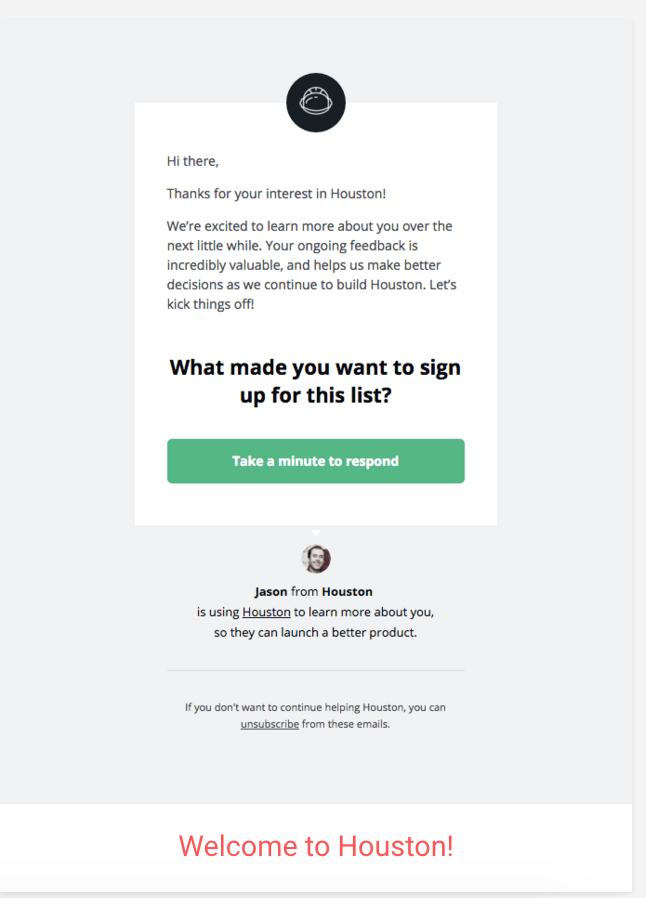 Hi there,
Thanks for your interest in Houston!
We’re excited to learn more about you over the
next little while. Your ongoing feedback is
incredibly valuable, and helps us make better
decisions as we continue to build Houston. Let’s
kick things off!
What made you want to sign
up for this list?
Take a minute to respond
Jason from Houston
is using Houston to learn more about you,
so they can launch a better product.
If you don't want to continue helping Houston, you can
unsubscribe from these emails.
Welcome to Houston!